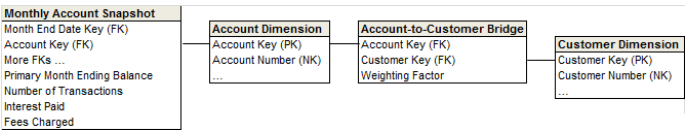 Monthly Account Snapshot
Month End Date Key (FK)
Account Key (FK)
More FKs ...
Primary Month Ending Balance
Number of Transactions
Interest Paid
Fees Charged
Account Dimension
Account Key (PK)
Account Number (NK)
...
Account-to-Customer Bridge
Account Key (FK)
Customer Key (FK)
Weighting Factor
Customer Dimension
Customer Key (PK)
Customer Number (NK)
...